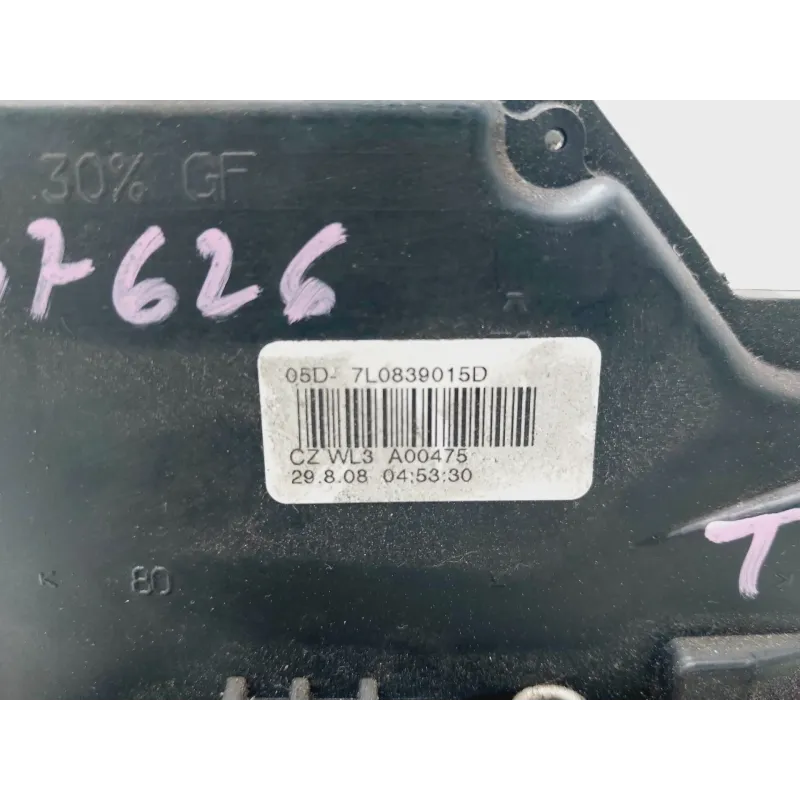 30% GF
7626
05D- 7L0839015D
CZ WL3 A00475
29.8.08 04:53:30
T
K 80